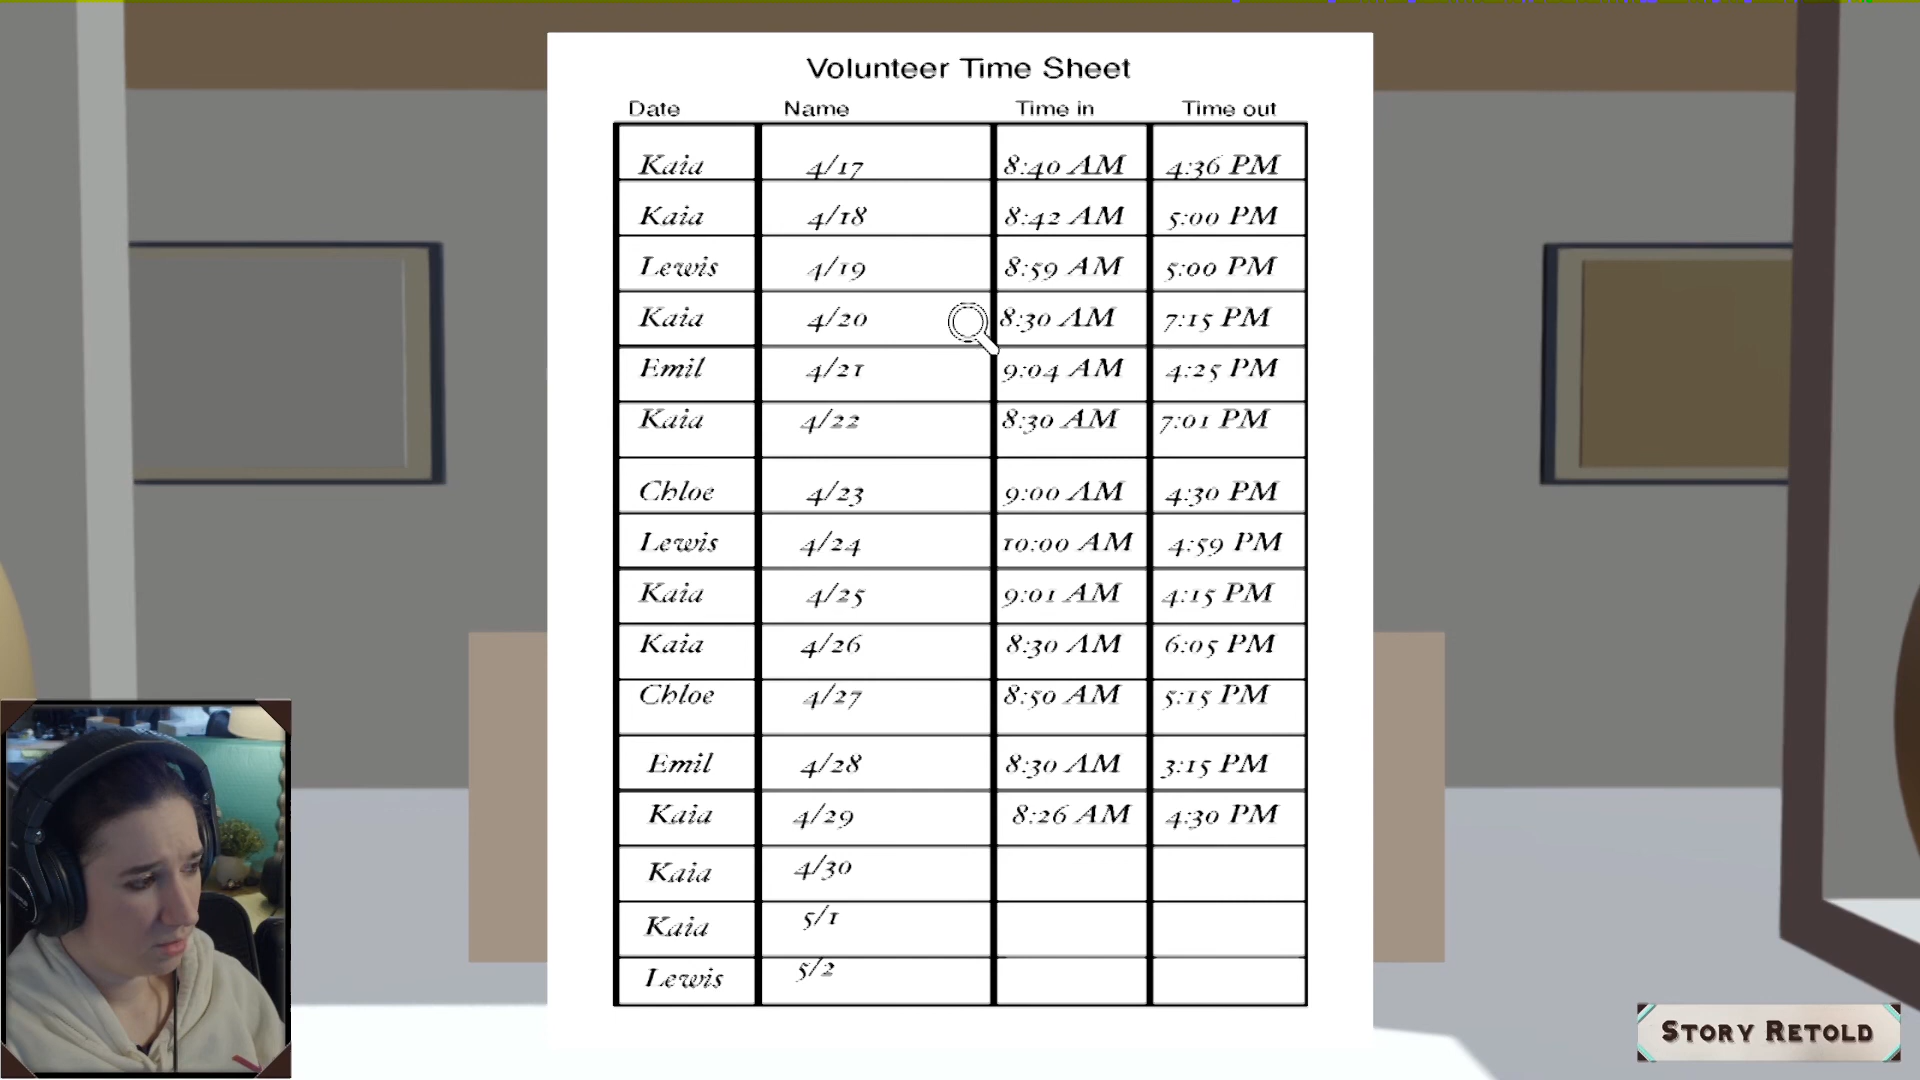 Volunteer Time Sheet
Date Name Time in Time out
Kaia 4/17 8:40 AM 4:36 PM
Kaia 4/18 8:42 AM 5:00 PM
Lewis 4/19 8:59 AM 5:00 PM
Kaia 4/20 8:30 AM 7:15 PM
Emil 4/21 9:04 AM 4:25 PM
Kaia 4/22 8:30 AM 7:01 PM
Chloe 4/23 9:00 AM 4:30 PM
Lewis 4/24 10:00 AM 4:59 PM
Kaia 4/25 9:01 AM 4:15 PM
Kaia 4/26 8:30 AM 6:05 PM
Chloe 4/27 8:50 AM 5:15 PM
Emil 4/28 8:30 AM 3:15 PM
Kaia 4/29 8:26 AM 4:30 PM
Kaia 4/30
Kaia 5/1
Lewis 5/2
Story Retold